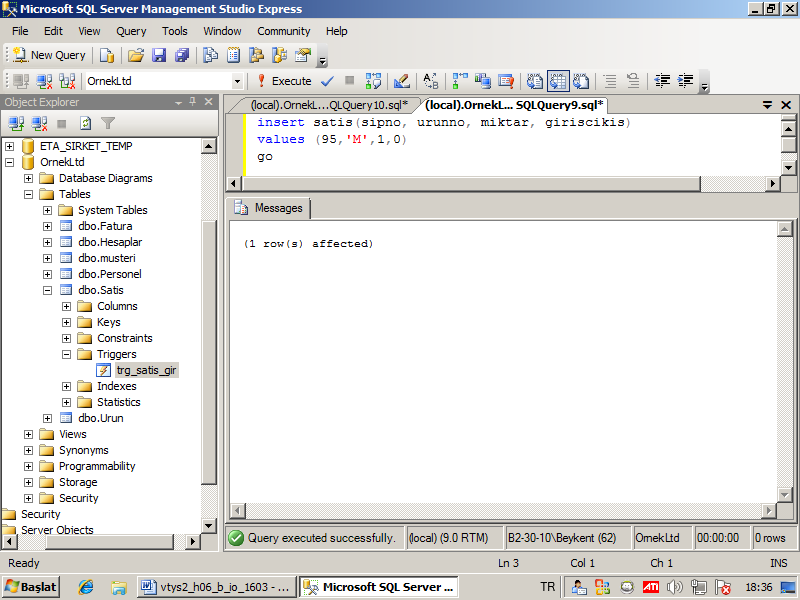 Microsoft SQL Server Management Studio Express
File Edit View Query Tools Window Community Help
New Query
OrnekLtd Execute
Object Explorer
ETA_SIRKET_TEMP
OrnekLtd
Database Diagrams
Tables
System Tables
dbo.Fatura
dbo.Hesaplar
dbo.musteri
dbo.Personel
dbo.Satis
Columns
Keys
Constraints
Triggers
trg_satis_gir
Indexes
Statistics
dbo.Urun
Views
Synonyms
Programmability
Storage
Security
Security
Server Objects
(local).OrnekL...QLQuery10.sql* (local).OrnekL... SQLQuery9.sql*
insert satis(sipno, urunno, miktar, giriscikis)
values (95,'M',1,0)
go
Messages
(1 row(s) affected)
Query executed successfully. (local) (9.0 RTM) B2-30-10\Beykent (62) OrnekLtd 00:00:00 0 rows
Ready Ln 3 Col 1 Ch 1 INS
Başlat vtys2_h06_b_io_1603 - ... Microsoft SQL Server ... TR ATI 18:36